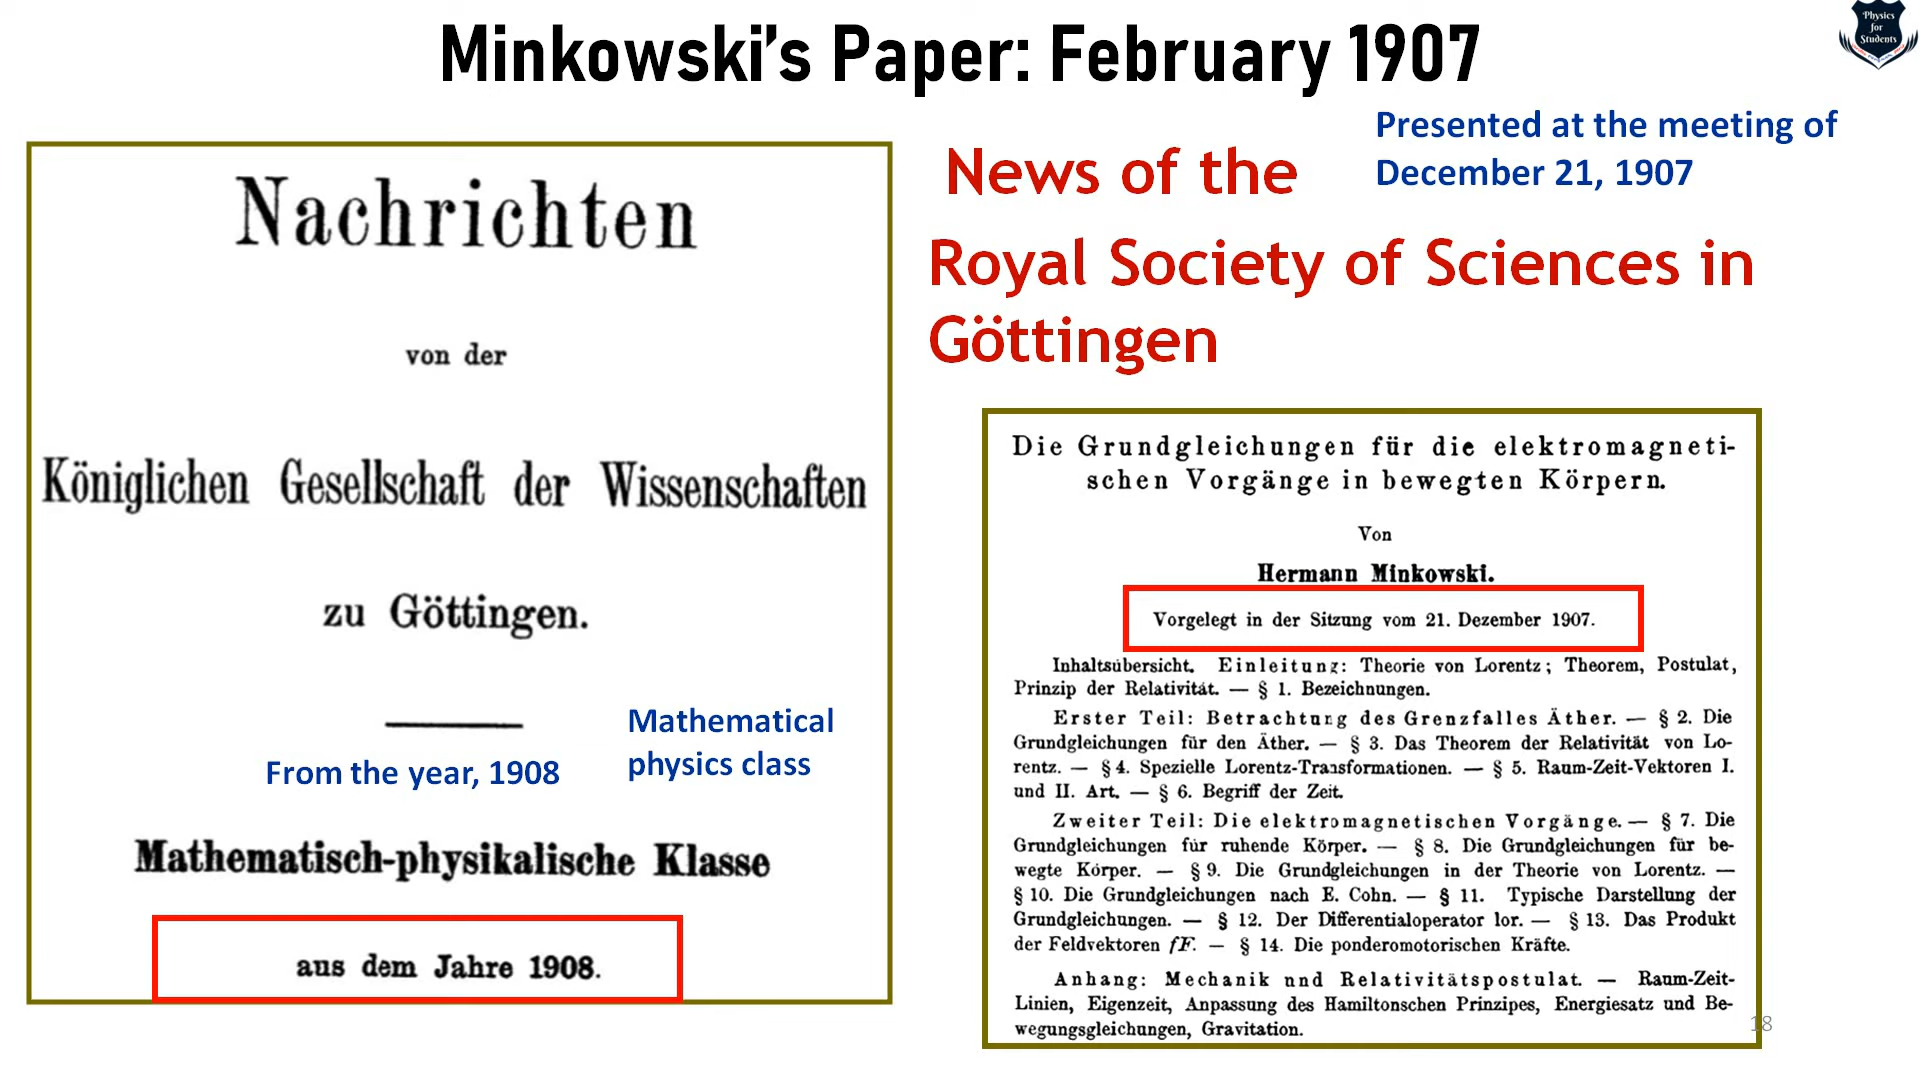 Minkowski's Paper: February 1907
Physics
for
Students
Presented at the meeting of
December 21, 1907
News of the
Royal Society of Sciences in
Göttingen
Nachrichten
von der
Königlichen Gesellschaft der Wissenschaften
zu Göttingen.
Mathematical
physics class
From the year, 1908
Mathematisch-physikalische Klasse
aus dem Jahre 1908.
Die Grundgleichungen für die elektromagneti-
schen Vorgänge in bewegten Körpern.
Von
Hermann Minkowski.
Vorgelegt in der Sitzung vom 21. Dezember 1907.
Inhaltsübersicht. Einleitung: Theorie von Lorentz; Theorem, Postulat,
Prinzip der Relativität. — § 1. Bezeichnungen.
Erster Teil: Betrachtung des Grenzfalles Äther. — § 2. Die
Grundgleichungen für den Äther. — § 3. Das Theorem der Relativität von Lo-
rentz. — § 4. Spezielle Lorentz-Transformationen. — § 5. Raum-Zeit-Vektoren I.
und II. Art. — § 6. Begriff der Zeit.
Zweiter Teil: Die elektromagnetischen Vorgänge. — § 7. Die
Grundgleichungen für ruhende Körper. — § 8. Die Grundgleichungen für be-
wegte Körper. — § 9. Die Grundgleichungen in der Theorie von Lorentz. —
§ 10. Die Grundgleichungen nach E. Cohn. — § 11. Typische Darstellung der
Grundgleichungen. — § 12. Der Differentialoperator lor. — § 13. Das Produkt
der Feldvektoren fF. — § 14. Die ponderomotorischen Kräfte.
Anhang: Mechanik und Relativitätspostulat. — Raum-Zeit-
Linien, Eigenzeit, Anpassung des Hamiltonschen Prinzipes, Energiesatz und Be-
wegungsgleichungen, Gravitation.
18